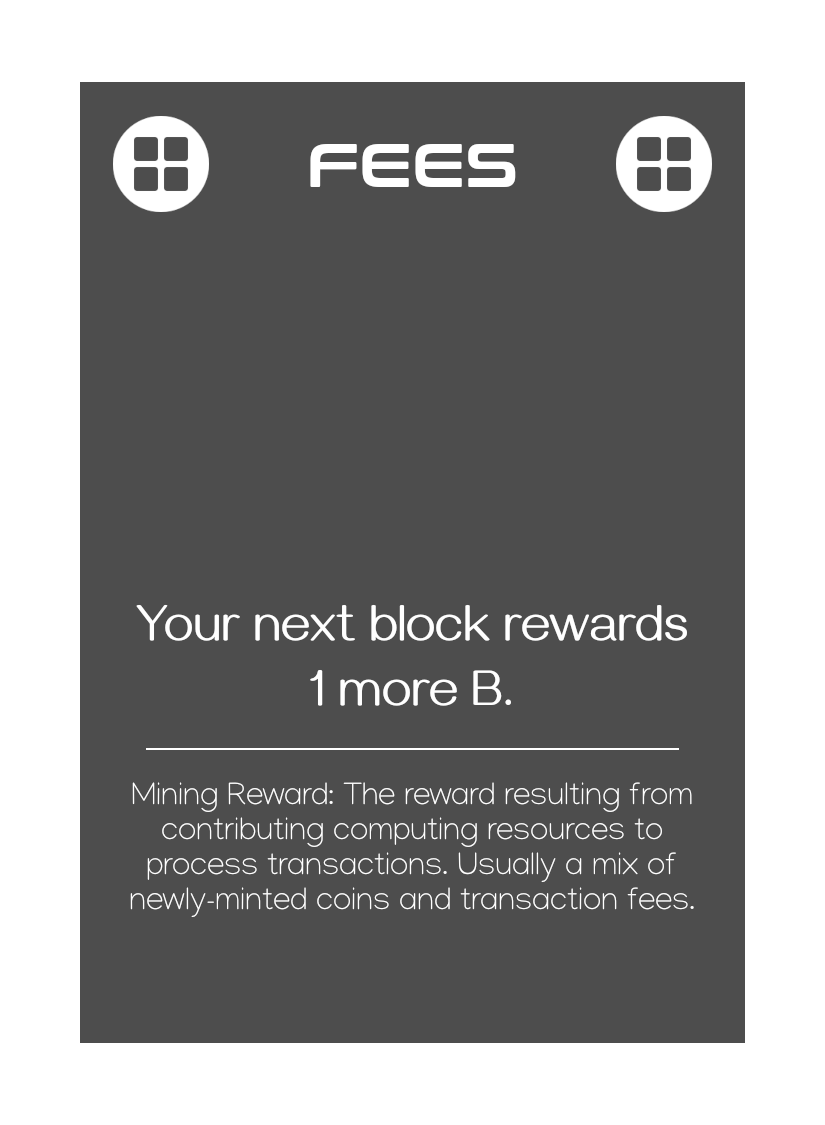 FEES
Your next block rewards
1 more B.
Mining Reward: The reward resulting from
contributing computing resources to
process transactions. Usually a mix of
newly-minted coins and transaction fees.